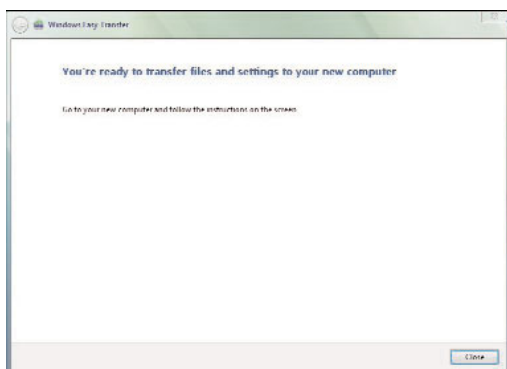 Windows Easy Transfer
You're ready to transfer files and settings to your new computer
Go to your new computer and follow the instructions on the screen
Close